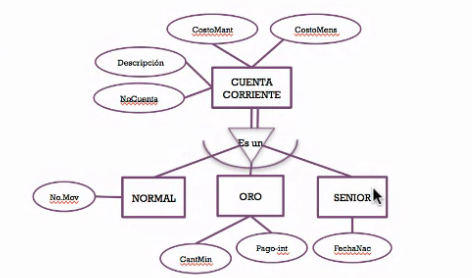 CostoMant
CostoMens
Descripción
CUENTA
CORRIENTE
NoCuenta
Es un
No.Mov
NORMAL
ORO
SENIOR
CantMin
Pago-int
FechaNac